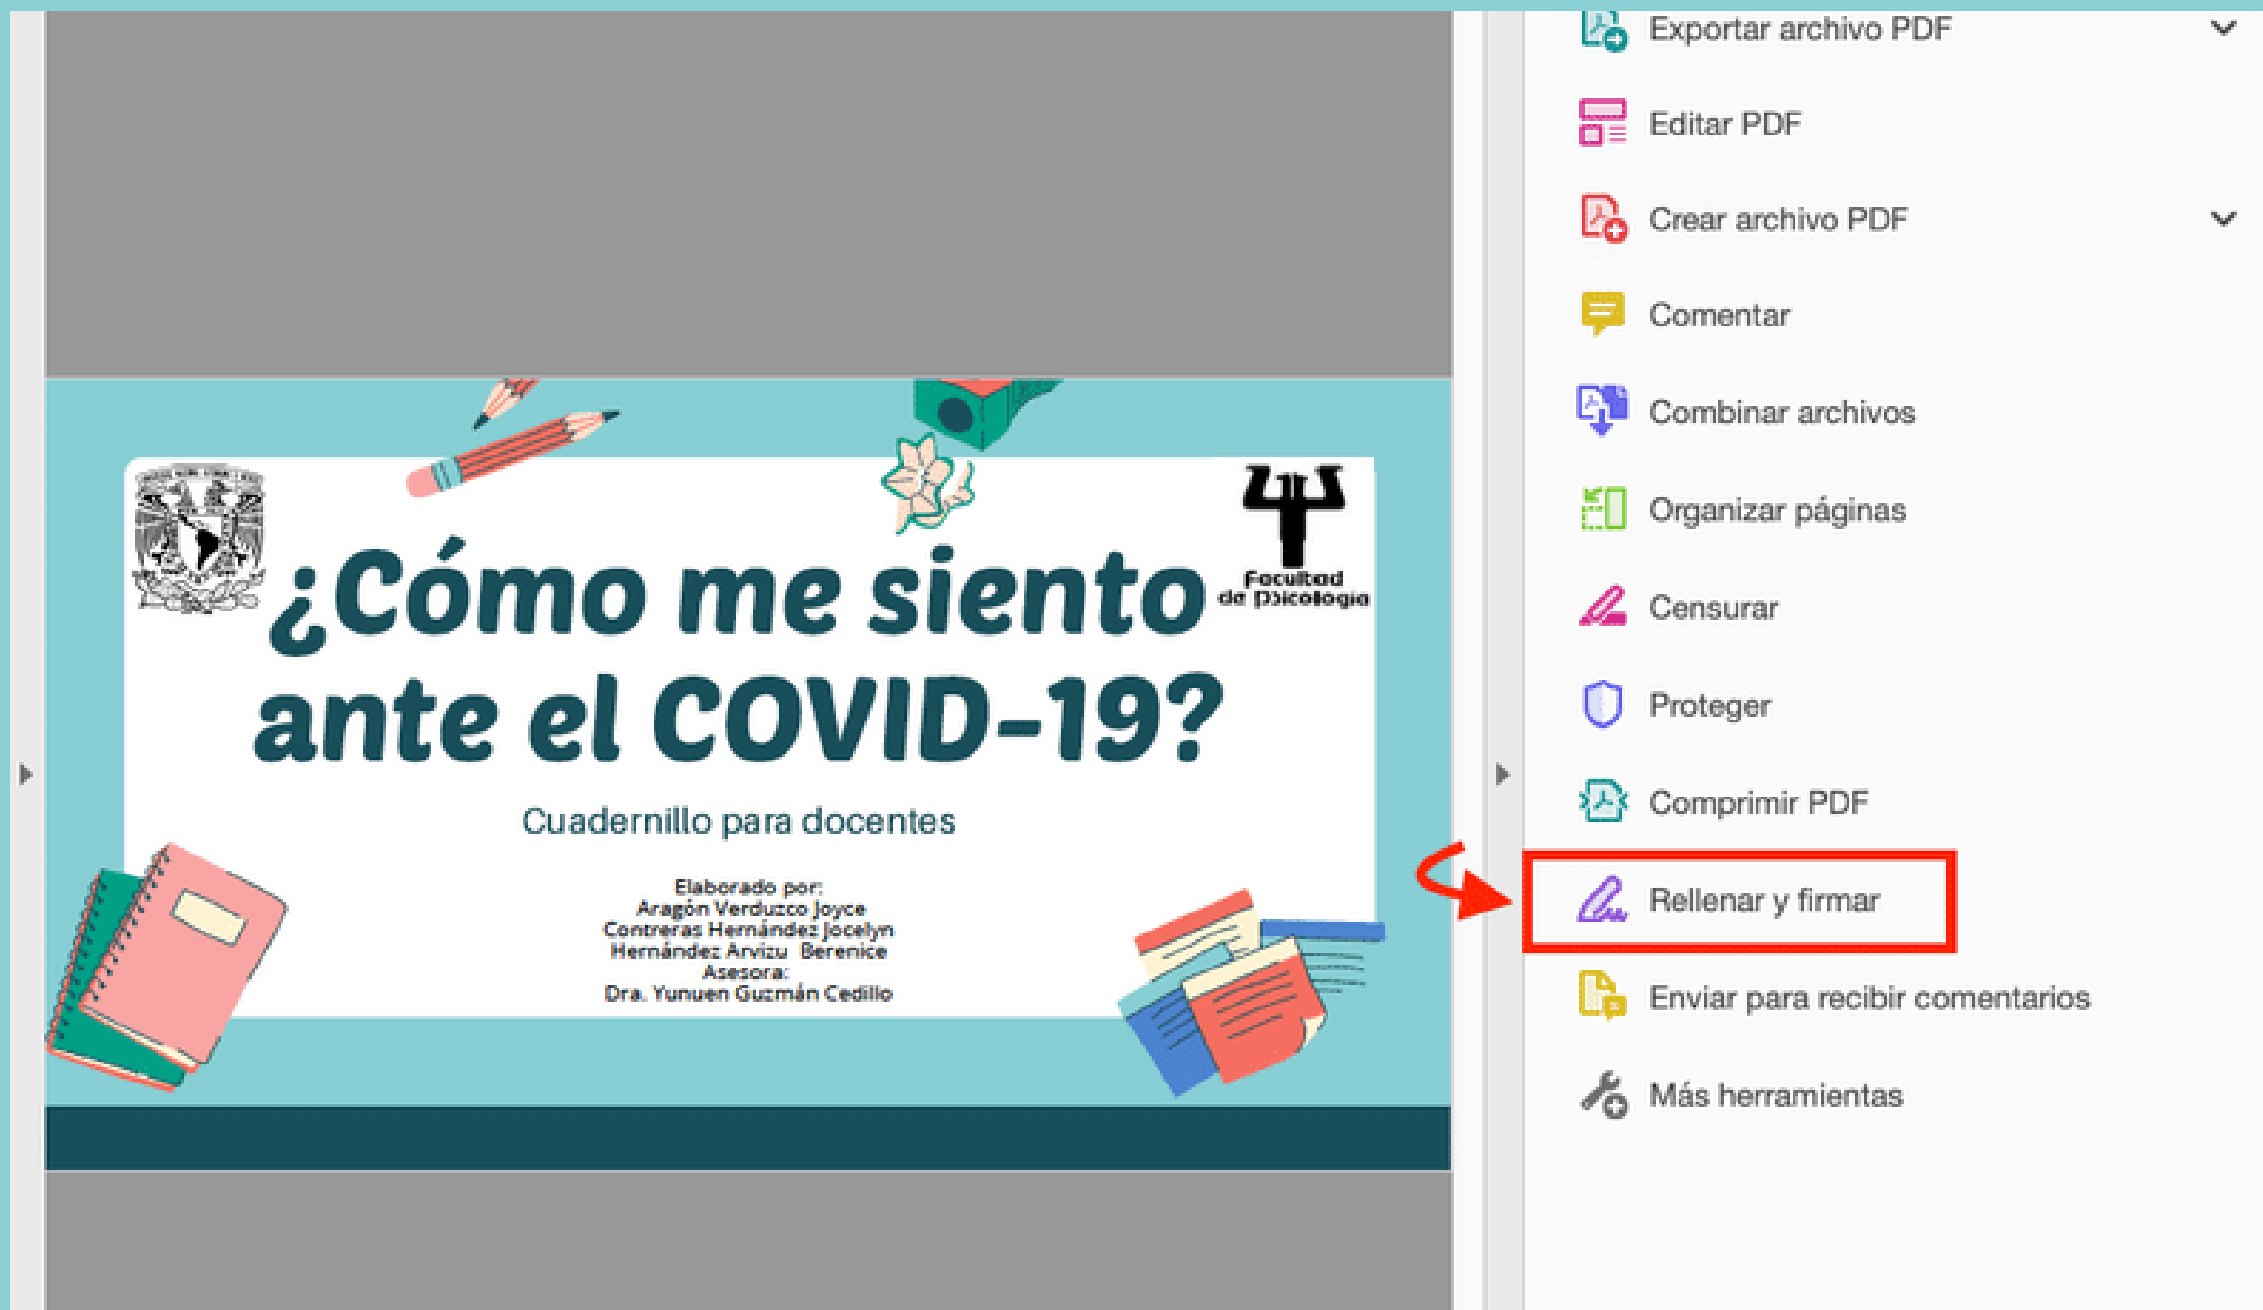 ¿Cómo me siento
ante el COVID-19?
Facultad
de Psicología
Cuadernillo para docentes
Elaborado por:
Aragón Verduzco Joyce
Contreras Hernández Jocelyn
Hernández Arvizu Berenice
Asesora:
Dra. Yunuen Guzmán Cedillo
Exportar archivo PDF
Editar PDF
Crear archivo PDF
Comentar
Combinar archivos
Organizar páginas
Censurar
Proteger
Comprimir PDF
Rellenar y firmar
Enviar para recibir comentarios
Más herramientas